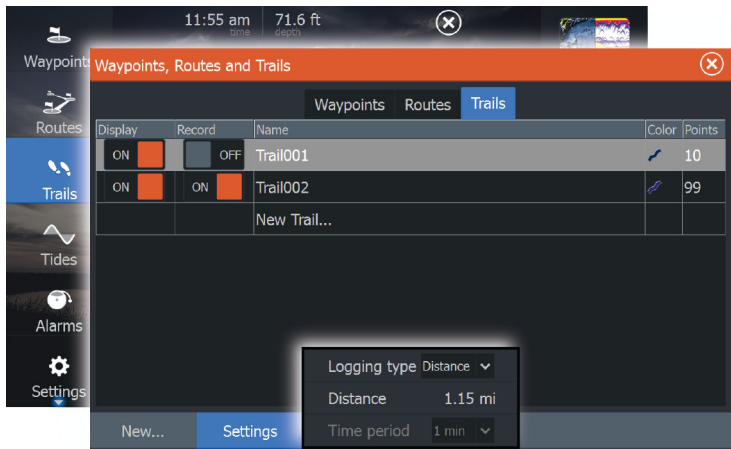 11:55 am 71.6 ft
time depth
Waypoints
Waypoints, Routes and Trails
Routes
Waypoints Routes Trails
Display Record Name Color Points
ON OFF Trail001 10
Trails
ON ON Trail002 99
New Trail...
Tides
Alarms
Settings
Logging type Distance
Distance 1.15 mi
New... Settings Time period 1 min